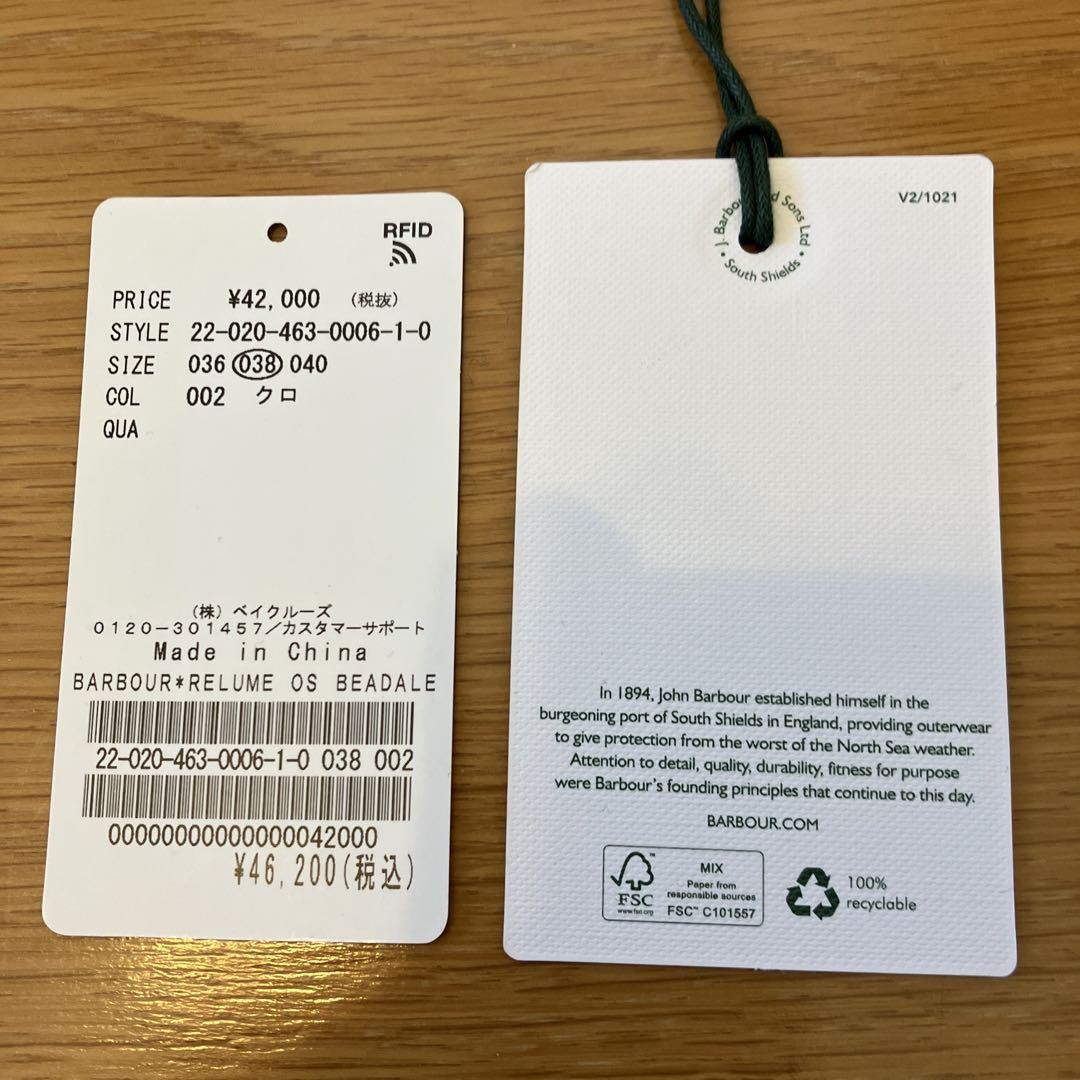 RFID
PRICE ¥42,000 (税抜)
STYLE 22-020-463-0006-1-0
SIZE 036 038 040
COL 002 クロ
QUA
(株) ベイクルーズ
0120-301457/カスタマーサポート
Made in China
BARBOUR*RELUME OS BEADALE
22-020-463-0006-1-0 038 002
000000000000000042000
¥46,200(税込)
V2/1021
J. Barbour Sons Ltd
South Shields
In 1894, John Barbour established himself in the
burgeoning port of South Shields in England, providing outerwear
to give protection from the worst of the North Sea weather.
Attention to detail, quality, durability, fitness for purpose
were Barbour's founding principles that continue to this day.
BARBOUR.COM
FSC™
www.fsc.org
MIX
Paper from
responsible sources
FSC™ C101557
100%
recyclable